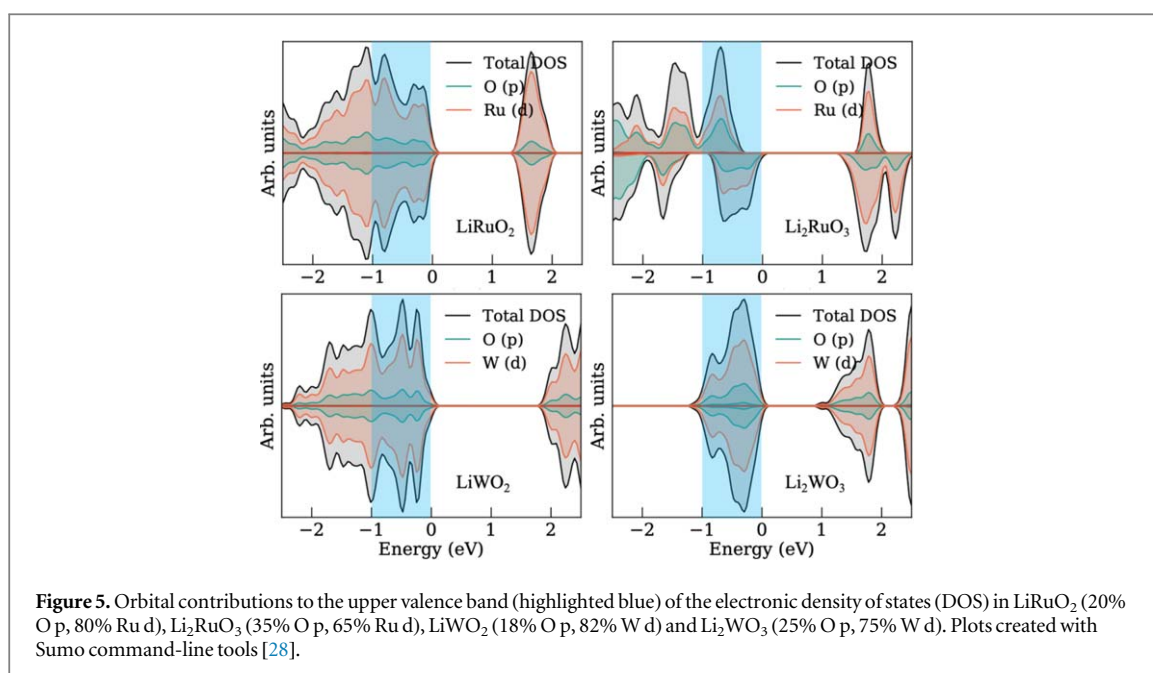 Total DOS
O (p)
Ru (d)
Arb. units
LiRuO₂
−2 −1 0 1 2
Total DOS
O (p)
Ru (d)
Arb. units
Li₂RuO₃
−2 −1 0 1 2
Total DOS
O (p)
W (d)
Arb. units
LiWO₂
−2 −1 0 1 2
Energy (eV)
Total DOS
O (p)
W (d)
Arb. units
Li₂WO₃
−2 −1 0 1 2
Energy (eV)
Figure 5. Orbital contributions to the upper valence band (highlighted blue) of the electronic density of states (DOS) in LiRuO₂ (20%
O p, 80% Ru d), Li₂RuO₃ (35% O p, 65% Ru d), LiWO₂ (18% O p, 82% W d) and Li₂WO₃ (25% O p, 75% W d). Plots created with
Sumo command-line tools [28].